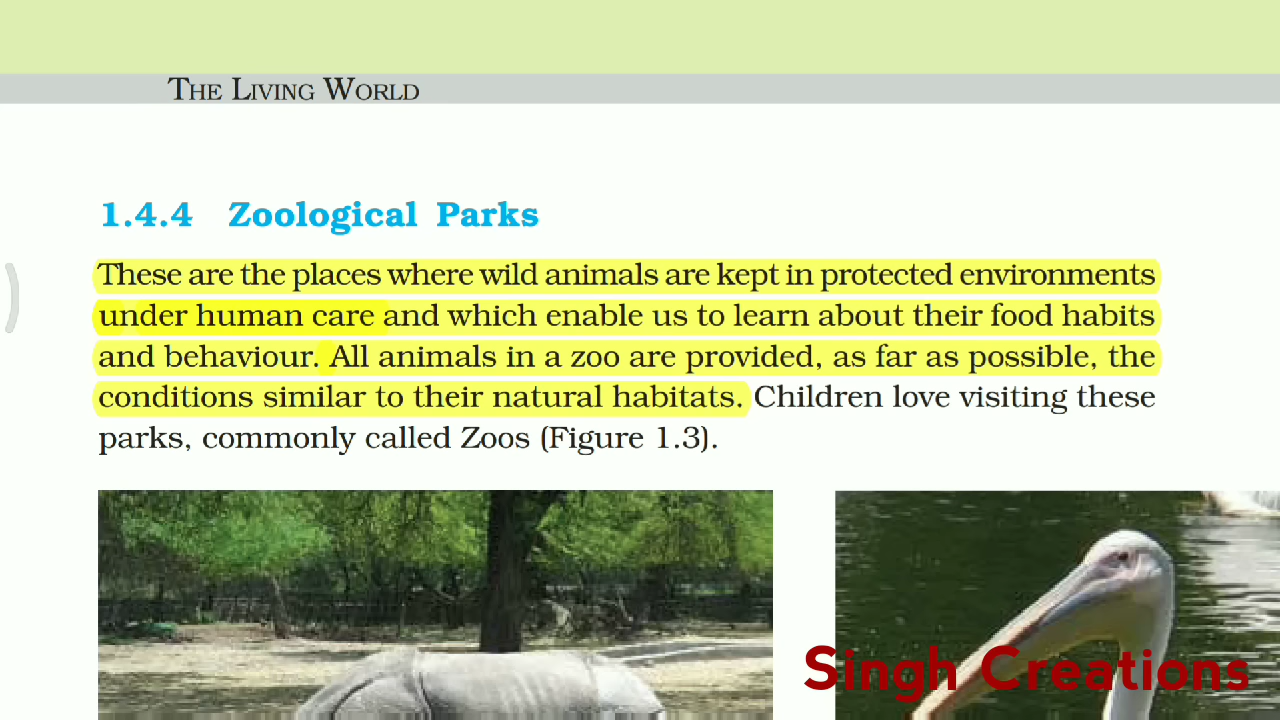 THE LIVING WORLD
1.4.4 Zoological Parks
These are the places where wild animals are kept in protected environments
under human care and which enable us to learn about their food habits
and behaviour. All animals in a zoo are provided, as far as possible, the
conditions similar to their natural habitats. Children love visiting these
parks, commonly called Zoos (Figure 1.3).
Singh Creations